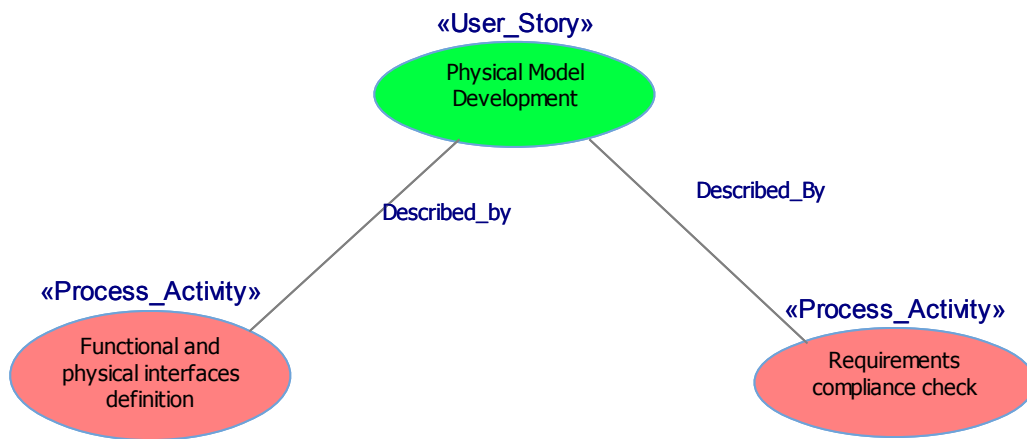 «User_Story»
Physical Model
Development
Described_by
Described_By
«Process_Activity»
Functional and
physical interfaces
definition
«Process_Activity»
Requirements
compliance check